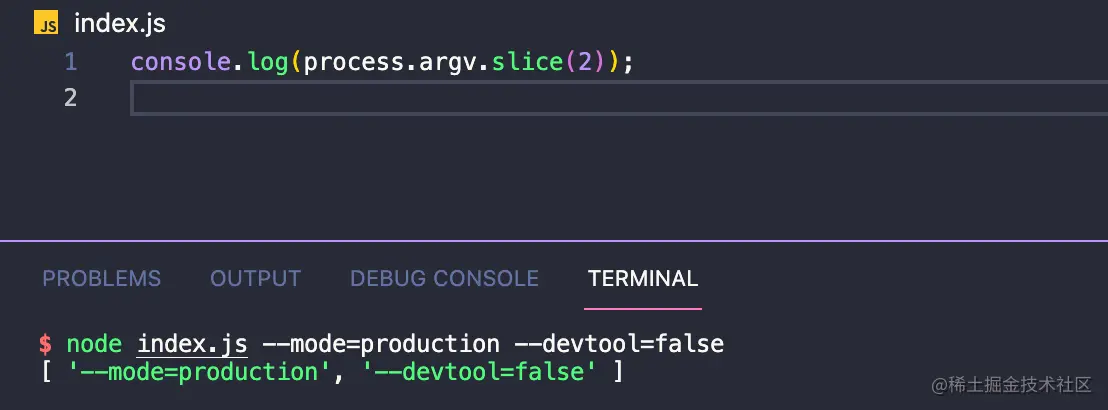 JS index.js
1 console.log(process.argv.slice(2));
2
PROBLEMS OUTPUT DEBUG CONSOLE TERMINAL
$ node index.js --mode=production --devtool=false
[ '--mode=production', '--devtool=false' ]
@稀土掘金技术社区